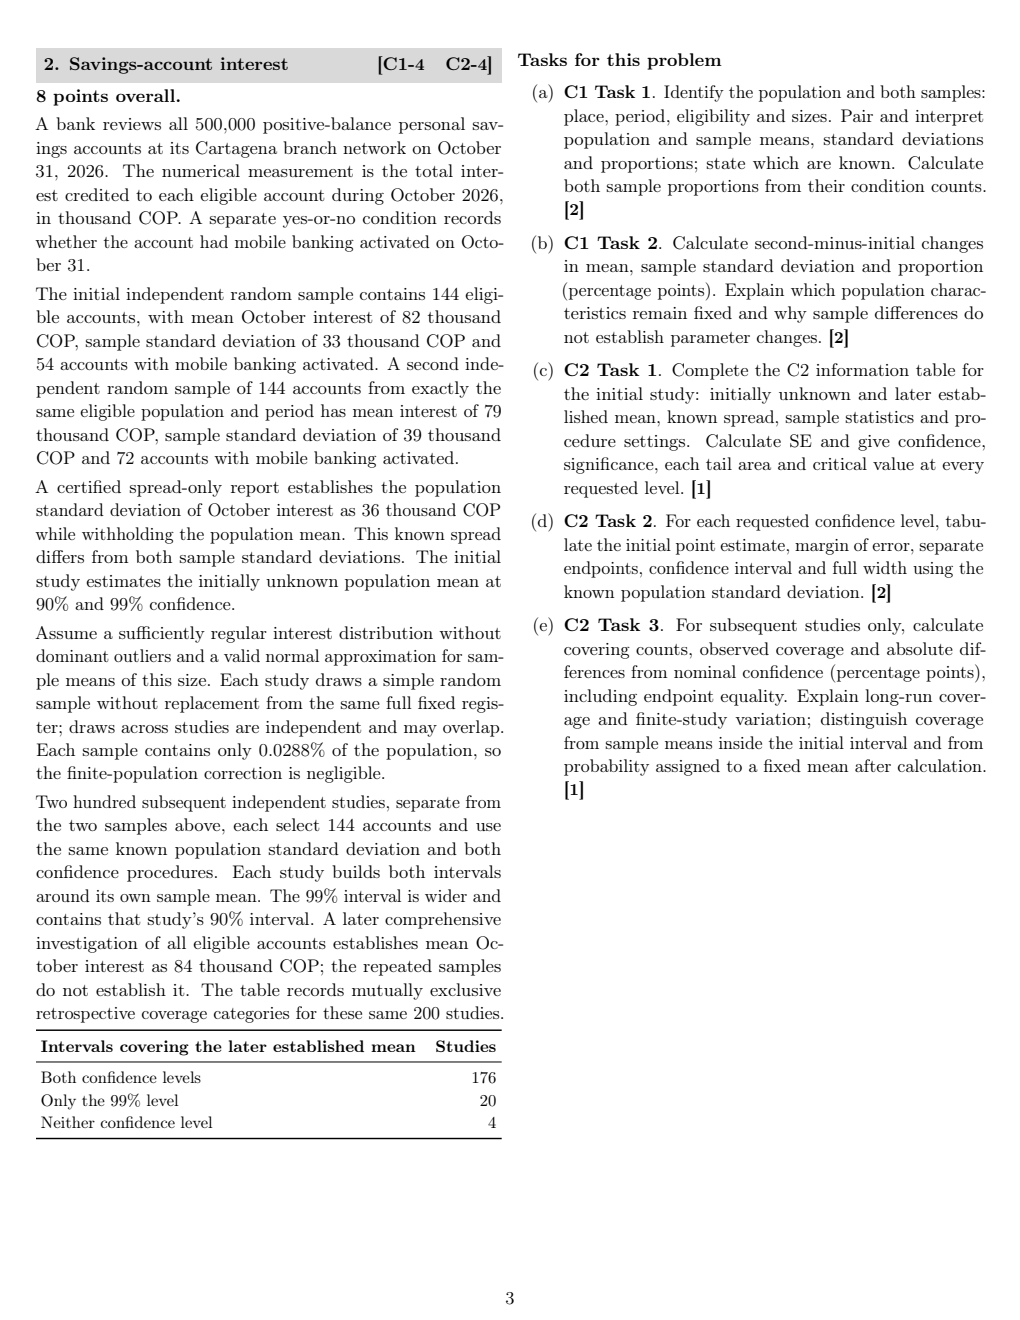 2. Savings-account interest [C1-4 C2-4]
8 points overall.
A bank reviews all 500,000 positive-balance personal sav-
ings accounts at its Cartagena branch network on October
31, 2026. The numerical measurement is the total inter-
est credited to each eligible account during October 2026,
in thousand COP. A separate yes-or-no condition records
whether the account had mobile banking activated on Octo-
ber 31.
The initial independent random sample contains 144 eligi-
ble accounts, with mean October interest of 82 thousand
COP, sample standard deviation of 33 thousand COP and
54 accounts with mobile banking activated. A second inde-
pendent random sample of 144 accounts from exactly the
same eligible population and period has mean interest of 79
thousand COP, sample standard deviation of 39 thousand
COP and 72 accounts with mobile banking activated.
A certified spread-only report establishes the population
standard deviation of October interest as 36 thousand COP
while withholding the population mean. This known spread
differs from both sample standard deviations. The initial
study estimates the initially unknown population mean at
90% and 99% confidence.
Assume a sufficiently regular interest distribution without
dominant outliers and a valid normal approximation for sam-
ple means of this size. Each study draws a simple random
sample without replacement from the same full fixed regis-
ter; draws across studies are independent and may overlap.
Each sample contains only 0.0288% of the population, so
the finite-population correction is negligible.
Two hundred subsequent independent studies, separate from
the two samples above, each select 144 accounts and use
the same known population standard deviation and both
confidence procedures. Each study builds both intervals
around its own sample mean. The 99% interval is wider and
contains that study's 90% interval. A later comprehensive
investigation of all eligible accounts establishes mean Oc-
tober interest as 84 thousand COP; the repeated samples
do not establish it. The table records mutually exclusive
retrospective coverage categories for these same 200 studies.
Intervals covering the later established mean Studies
Both confidence levels 176
Only the 99% level 20
Neither confidence level 4
Tasks for this problem
(a) C1 Task 1. Identify the population and both samples:
place, period, eligibility and sizes. Pair and interpret
population and sample means, standard deviations
and proportions; state which are known. Calculate
both sample proportions from their condition counts.
[2]
(b) C1 Task 2. Calculate second-minus-initial changes
in mean, sample standard deviation and proportion
(percentage points). Explain which population charac-
teristics remain fixed and why sample differences do
not establish parameter changes. [2]
(c) C2 Task 1. Complete the C2 information table for
the initial study: initially unknown and later estab-
lished mean, known spread, sample statistics and pro-
cedure settings. Calculate SE and give confidence,
significance, each tail area and critical value at every
requested level. [1]
(d) C2 Task 2. For each requested confidence level, tabu-
late the initial point estimate, margin of error, separate
endpoints, confidence interval and full width using the
known population standard deviation. [2]
(e) C2 Task 3. For subsequent studies only, calculate
covering counts, observed coverage and absolute dif-
ferences from nominal confidence (percentage points),
including endpoint equality. Explain long-run cover-
age and finite-study variation; distinguish coverage
from sample means inside the initial interval and from
probability assigned to a fixed mean after calculation.
[1]
3